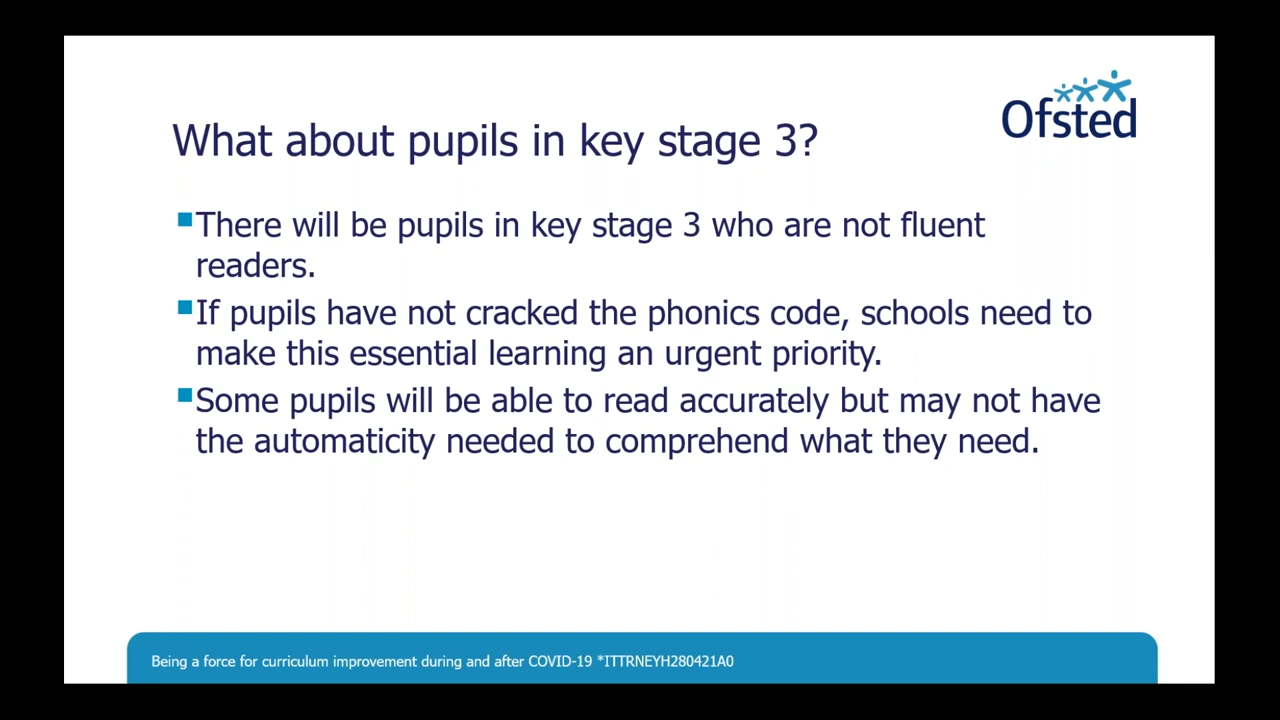 Ofsted
What about pupils in key stage 3?
There will be pupils in key stage 3 who are not fluent
readers.
If pupils have not cracked the phonics code, schools need to
make this essential learning an urgent priority.
Some pupils will be able to read accurately but may not have
the automaticity needed to comprehend what they need.
Being a force for curriculum improvement during and after COVID-19 *ITTRNEYH280421A0